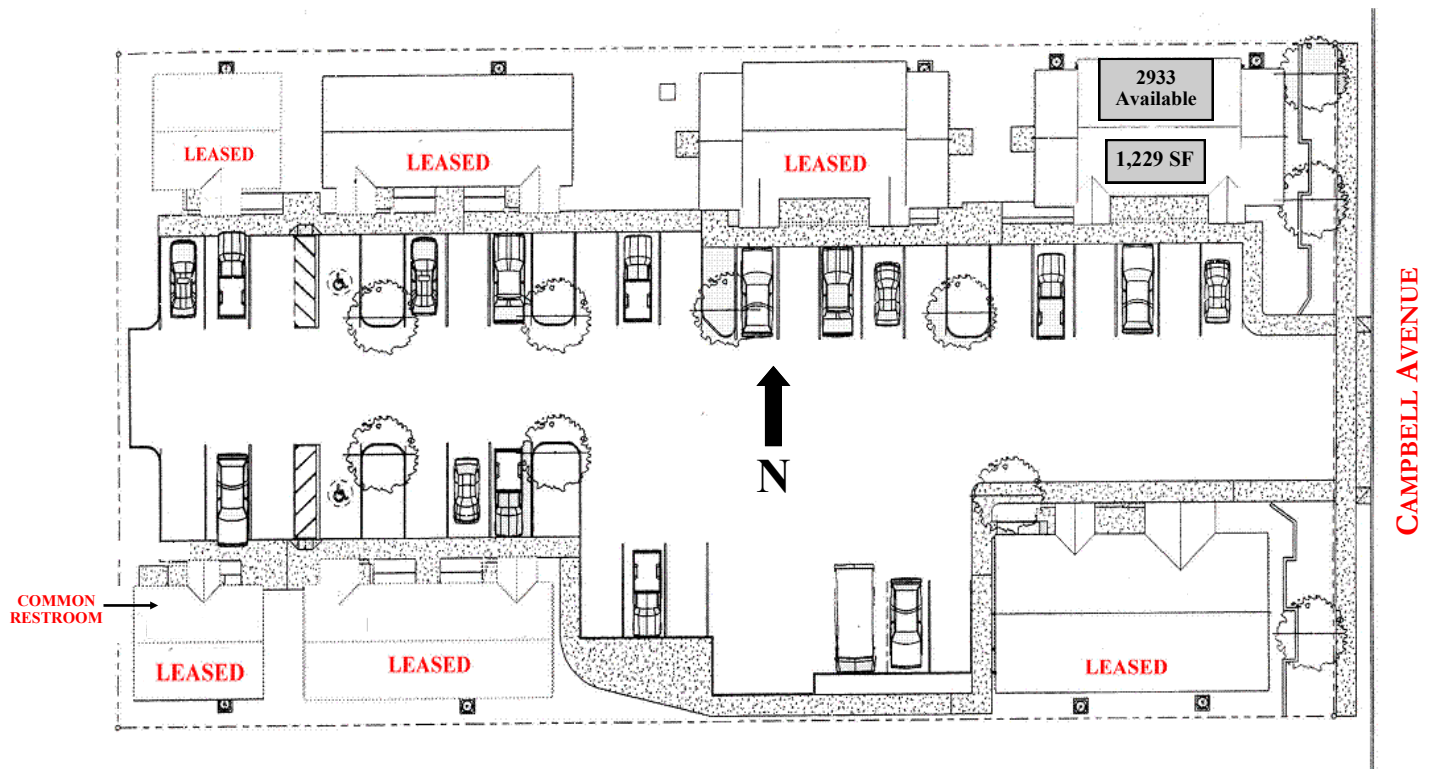 2933
Available
LEASED
LEASED
LEASED
1,229 SF
CAMPBELL AVENUE
N
COMMON
RESTROOM
LEASED
LEASED
LEASED